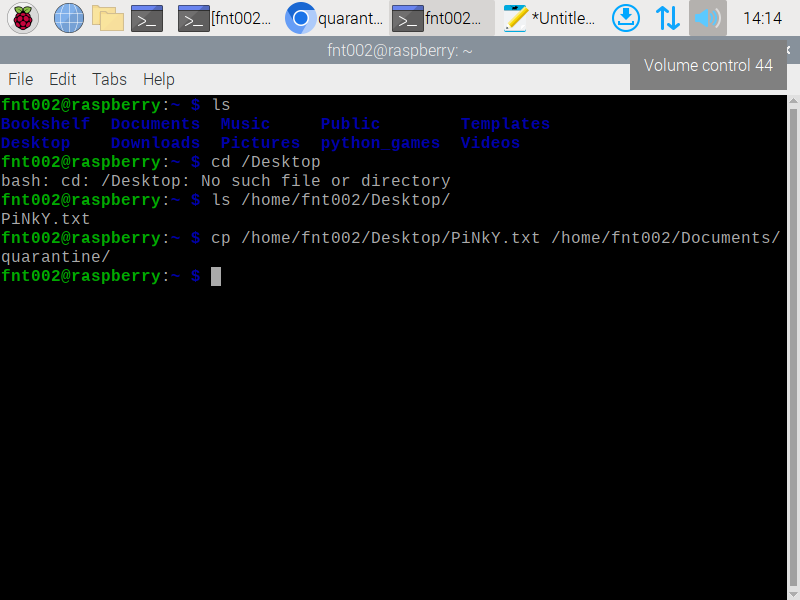 [fnt002... quarant... fnt002... *Untitle... 14:14
fnt002@raspberry: ~
Volume control 44
File Edit Tabs Help
fnt002@raspberry:~ $ ls
Bookshelf Documents Music Public Templates
Desktop Downloads Pictures python_games Videos
fnt002@raspberry:~ $ cd /Desktop
bash: cd: /Desktop: No such file or directory
fnt002@raspberry:~ $ ls /home/fnt002/Desktop/
PiNkY.txt
fnt002@raspberry:~ $ cp /home/fnt002/Desktop/PiNkY.txt /home/fnt002/Documents/
quarantine/
fnt002@raspberry:~ $